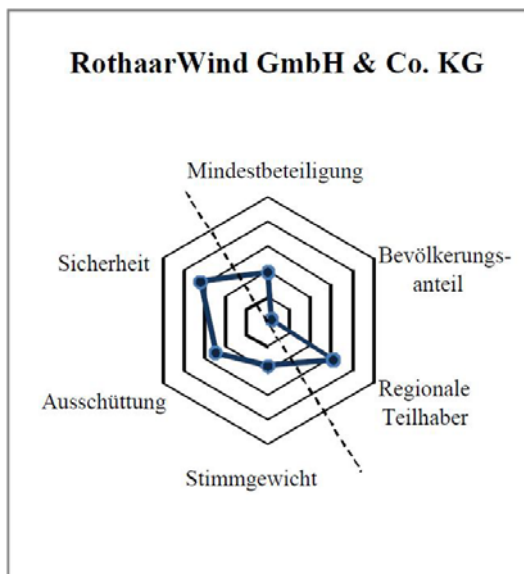 RothaarWind GmbH & Co. KG
Mindestbeteiligung
Sicherheit
Bevölkerungs-
anteil
Ausschüttung
Regionale
Teilhaber
Stimmgewicht